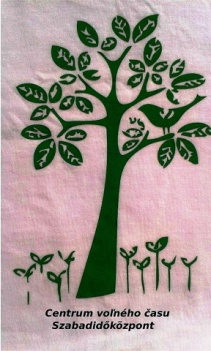 Centrum voľného času
Szabadidőközpont